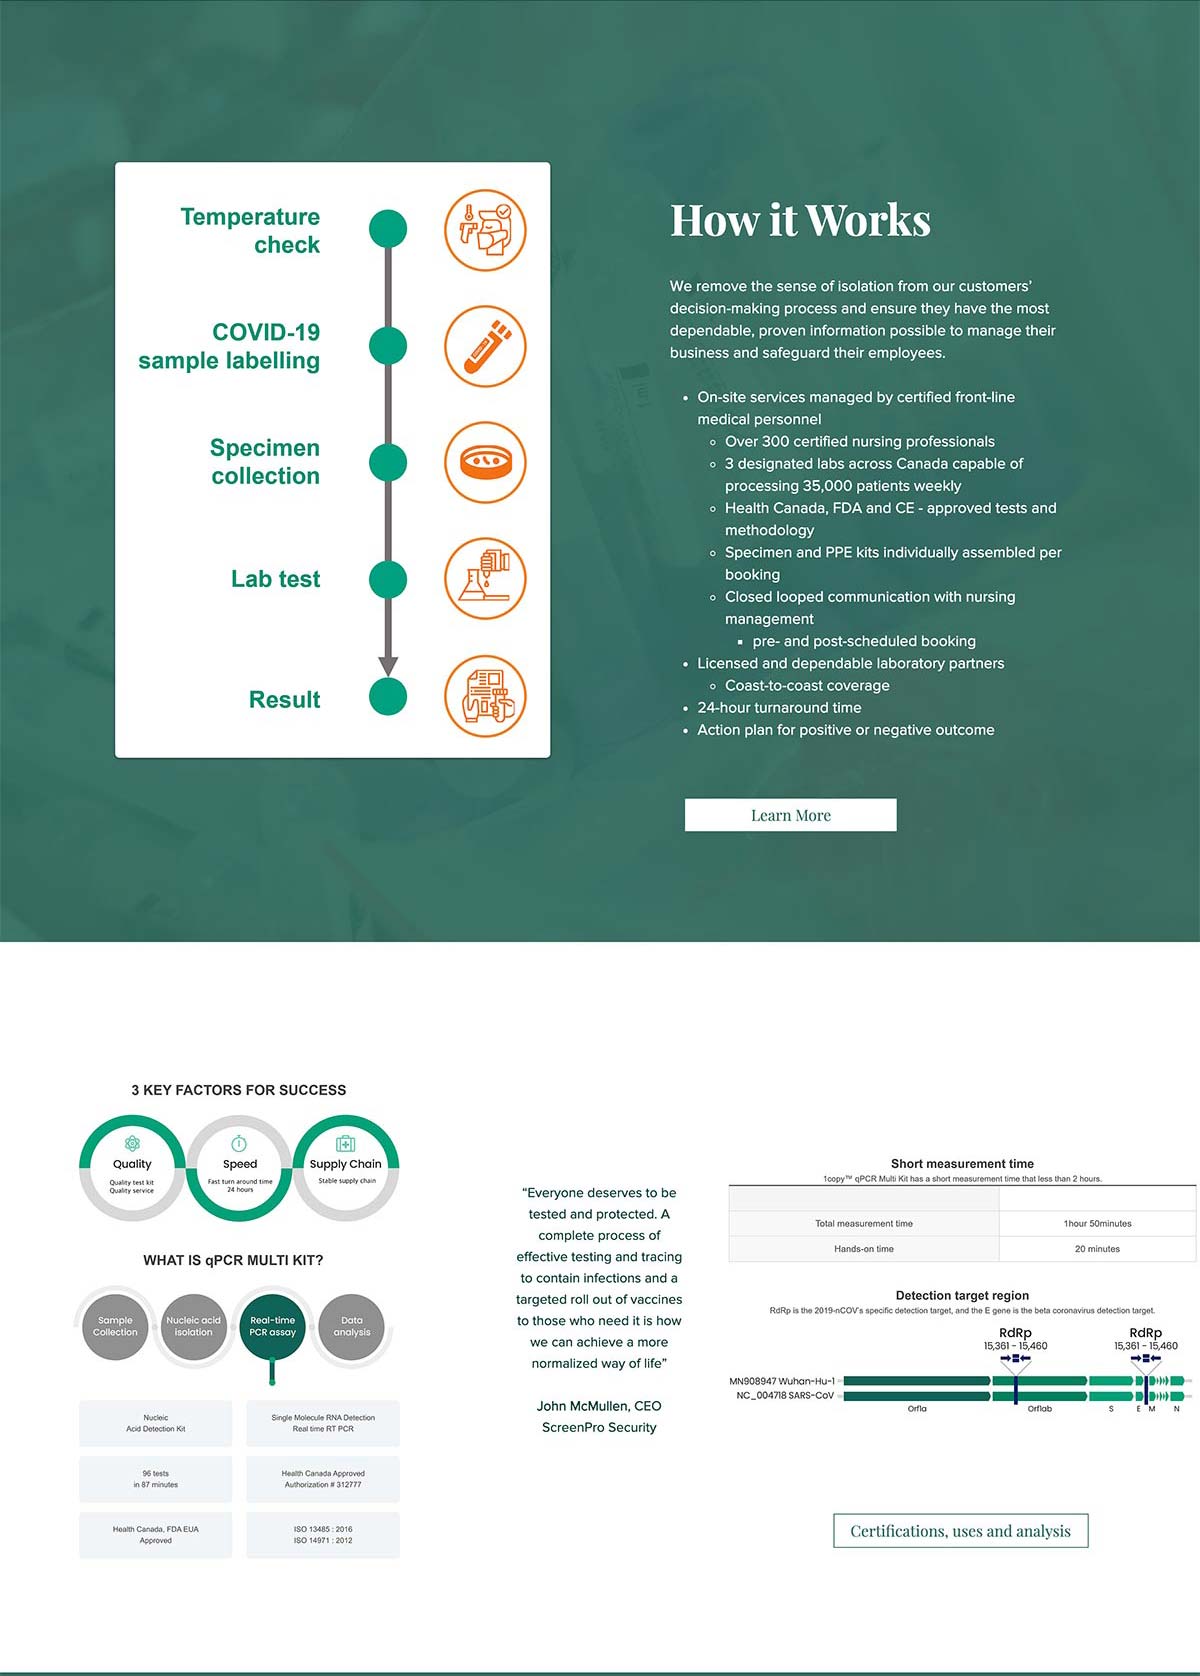 Temperature
check
COVID-19
sample labelling
Specimen
collection
Lab test
Result
How it Works
We remove the sense of isolation from our customers’
decision-making process and ensure they have the most
dependable, proven information possible to manage their
business and safeguard their employees.
• On-site services managed by certified front-line
medical personnel
◦ Over 300 certified nursing professionals
◦ 3 designated labs across Canada capable of
processing 35,000 patients weekly
◦ Health Canada, FDA and CE - approved tests and
methodology
◦ Specimen and PPE kits individually assembled per
booking
◦ Closed looped communication with nursing
management
▪ pre- and post-scheduled booking
• Licensed and dependable laboratory partners
◦ Coast-to-coast coverage
• 24-hour turnaround time
• Action plan for positive or negative outcome
Learn More
3 KEY FACTORS FOR SUCCESS
Quality
Quality test kit
Quality service
Speed
Fast turn around time
24 hours
Supply Chain
Stable supply chain
WHAT IS qPCR MULTI KIT?
Sample
Collection
Nucleic acid
isolation
Real-time
PCR assay
Data
analysis
Nucleic
Acid Detection Kit
Single Molecule RNA Detection
Real time RT PCR
96 tests
in 87 minutes
Health Canada Approved
Authorization # 312777
Health Canada, FDA EUA
Approved
ISO 13485 : 2016
ISO 14971 : 2012
“Everyone deserves to be
tested and protected. A
complete process of
effective testing and tracing
to contain infections and a
targeted roll out of vaccines
to those who need it is how
we can achieve a more
normalized way of life”
John McMullen, CEO
ScreenPro Security
Short measurement time
1copy™ qPCR Multi Kit has a short measurement time that less than 2 hours.
Total measurement time 1hour 50minutes
Hands-on time 20 minutes
Detection target region
RdRp is the 2019-nCOV's specific detection target, and the E gene is the beta coronavirus detection target.
RdRp RdRp
15,361 - 15,460 15,361 - 15,460
MN908947 Wuhan-Hu-1
NC_004718 SARS-CoV
Orfla Orflab S E M N
Certifications, uses and analysis